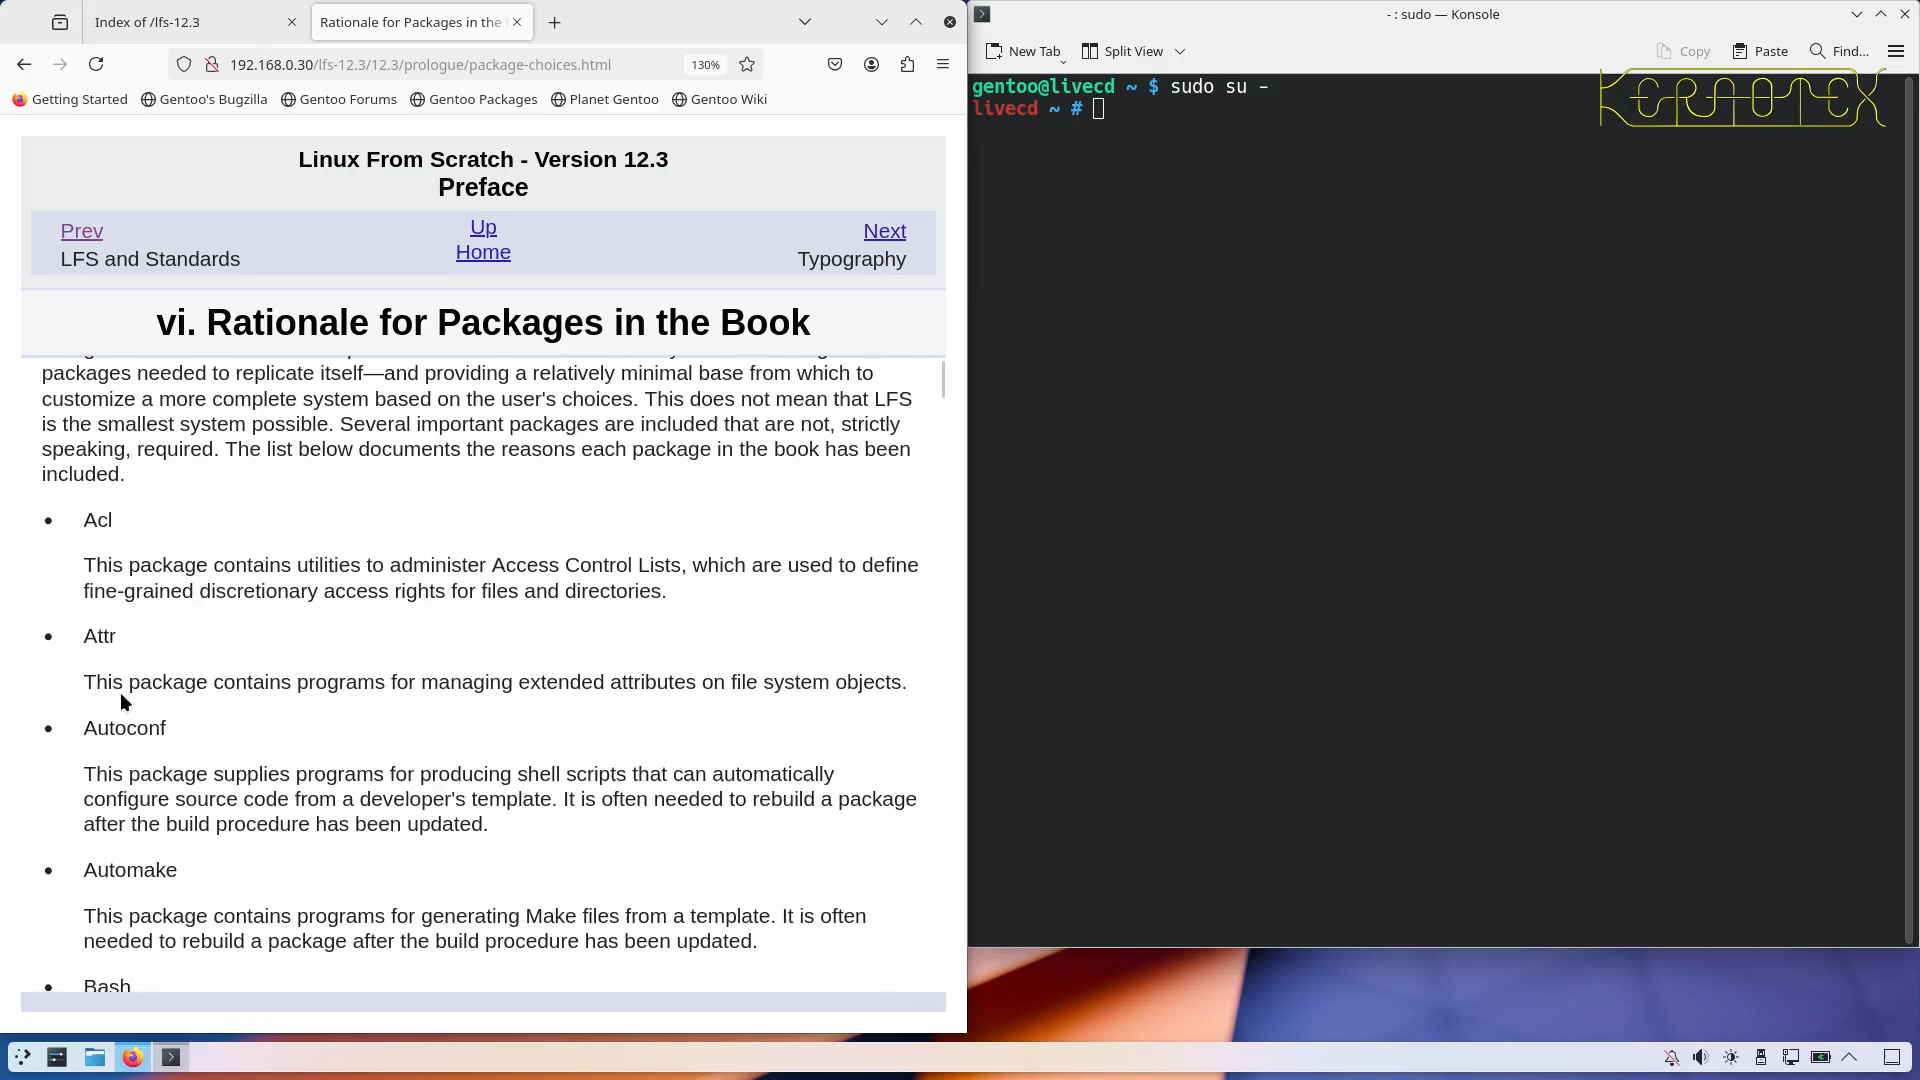 Index of /lfs-12.3
Rationale for Packages in the
192.168.0.30/lfs-12.3/12.3/prologue/package-choices.html
130%
Getting Started
Gentoo's Bugzilla
Gentoo Forums
Gentoo Packages
Planet Gentoo
Gentoo Wiki
Linux From Scratch - Version 12.3
Preface
Prev
Up
Next
LFS and Standards
Home
Typography
vi. Rationale for Packages in the Book
packages needed to replicate itself—and providing a relatively minimal base from which to
customize a more complete system based on the user's choices. This does not mean that LFS
is the smallest system possible. Several important packages are included that are not, strictly
speaking, required. The list below documents the reasons each package in the book has been
included.
• Acl
This package contains utilities to administer Access Control Lists, which are used to define
fine-grained discretionary access rights for files and directories.
• Attr
This package contains programs for managing extended attributes on file system objects.
• Autoconf
This package supplies programs for producing shell scripts that can automatically
configure source code from a developer's template. It is often needed to rebuild a package
after the build procedure has been updated.
• Automake
This package contains programs for generating Make files from a template. It is often
needed to rebuild a package after the build procedure has been updated.
• Bash
- : sudo — Konsole
New Tab
Split View
Copy
Paste
Find...
gentoo@livecd ~ $ sudo su -
livecd ~ #
KERAOTEX